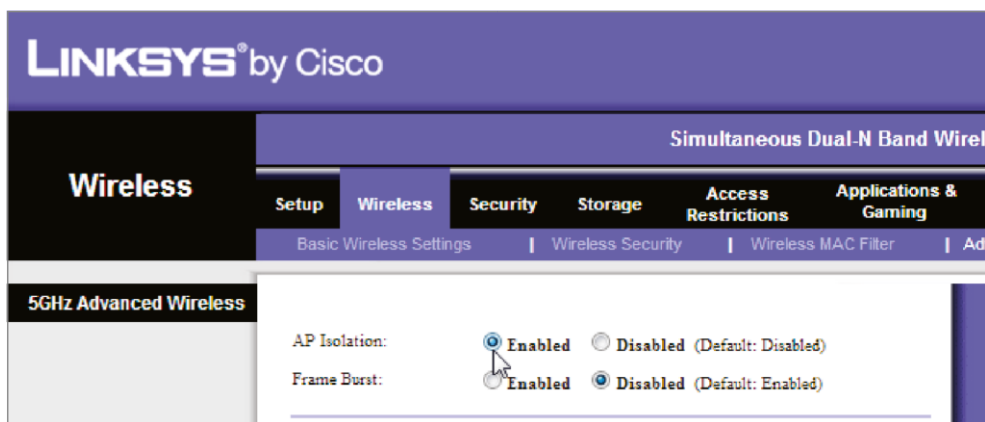 LINKSYS® by Cisco
Simultaneous Dual-N Band
Wireless
Setup Wireless Security Storage Access Restrictions Applications & Gaming
Basic Wireless Settings | Wireless Security | Wireless MAC Filter |
5GHz Advanced Wireless
AP Isolation: Enabled Disabled (Default: Disabled)
Frame Burst: Enabled Disabled (Default: Enabled)